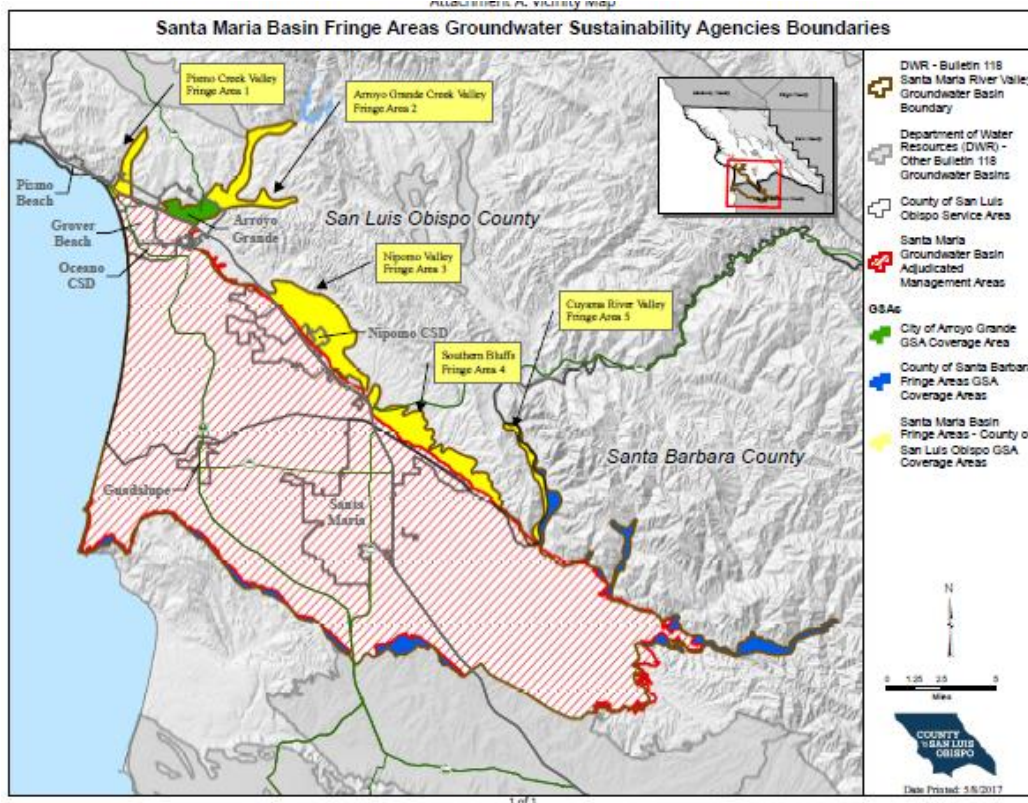 Attachment A: Vicinity Map
Santa Maria Basin Fringe Areas Groundwater Sustainability Agencies Boundaries
Pismo Creek Valley
Fringe Area 1
Arroyo Grande Creek Valley
Fringe Area 2
Pismo
Beach
Grover
Beach
Arroyo
Grande
Oceano
CSD
San Luis Obispo County
Nipomo Valley
Fringe Area 3
Nipomo CSD
Cuyama River Valley
Fringe Area 5
Southern Bluffs
Fringe Area 4
Santa Barbara County
Guadalupe
Santa
Maria
DWR - Bulletin 118
Santa Maria River Valley
Groundwater Basin
Boundary
Department of Water
Resources (DWR) -
Other Bulletin 118
Groundwater Basins
County of San Luis
Obispo Service Area
Santa Maria
Groundwater Basin
Adjudicated
Management Areas
GSAs
City of Arroyo Grande
GSA Coverage Area
County of Santa Barbara
Fringe Areas GSA
Coverage Areas
Santa Maria Basin
Fringe Areas - County o
San Luis Obispo GSA
Coverage Areas
N
0 1.25 2.5 5
Miles
COUNTY
OF SAN LUIS
OBISPO
Date Printed: 5/8/2017
1 of 1